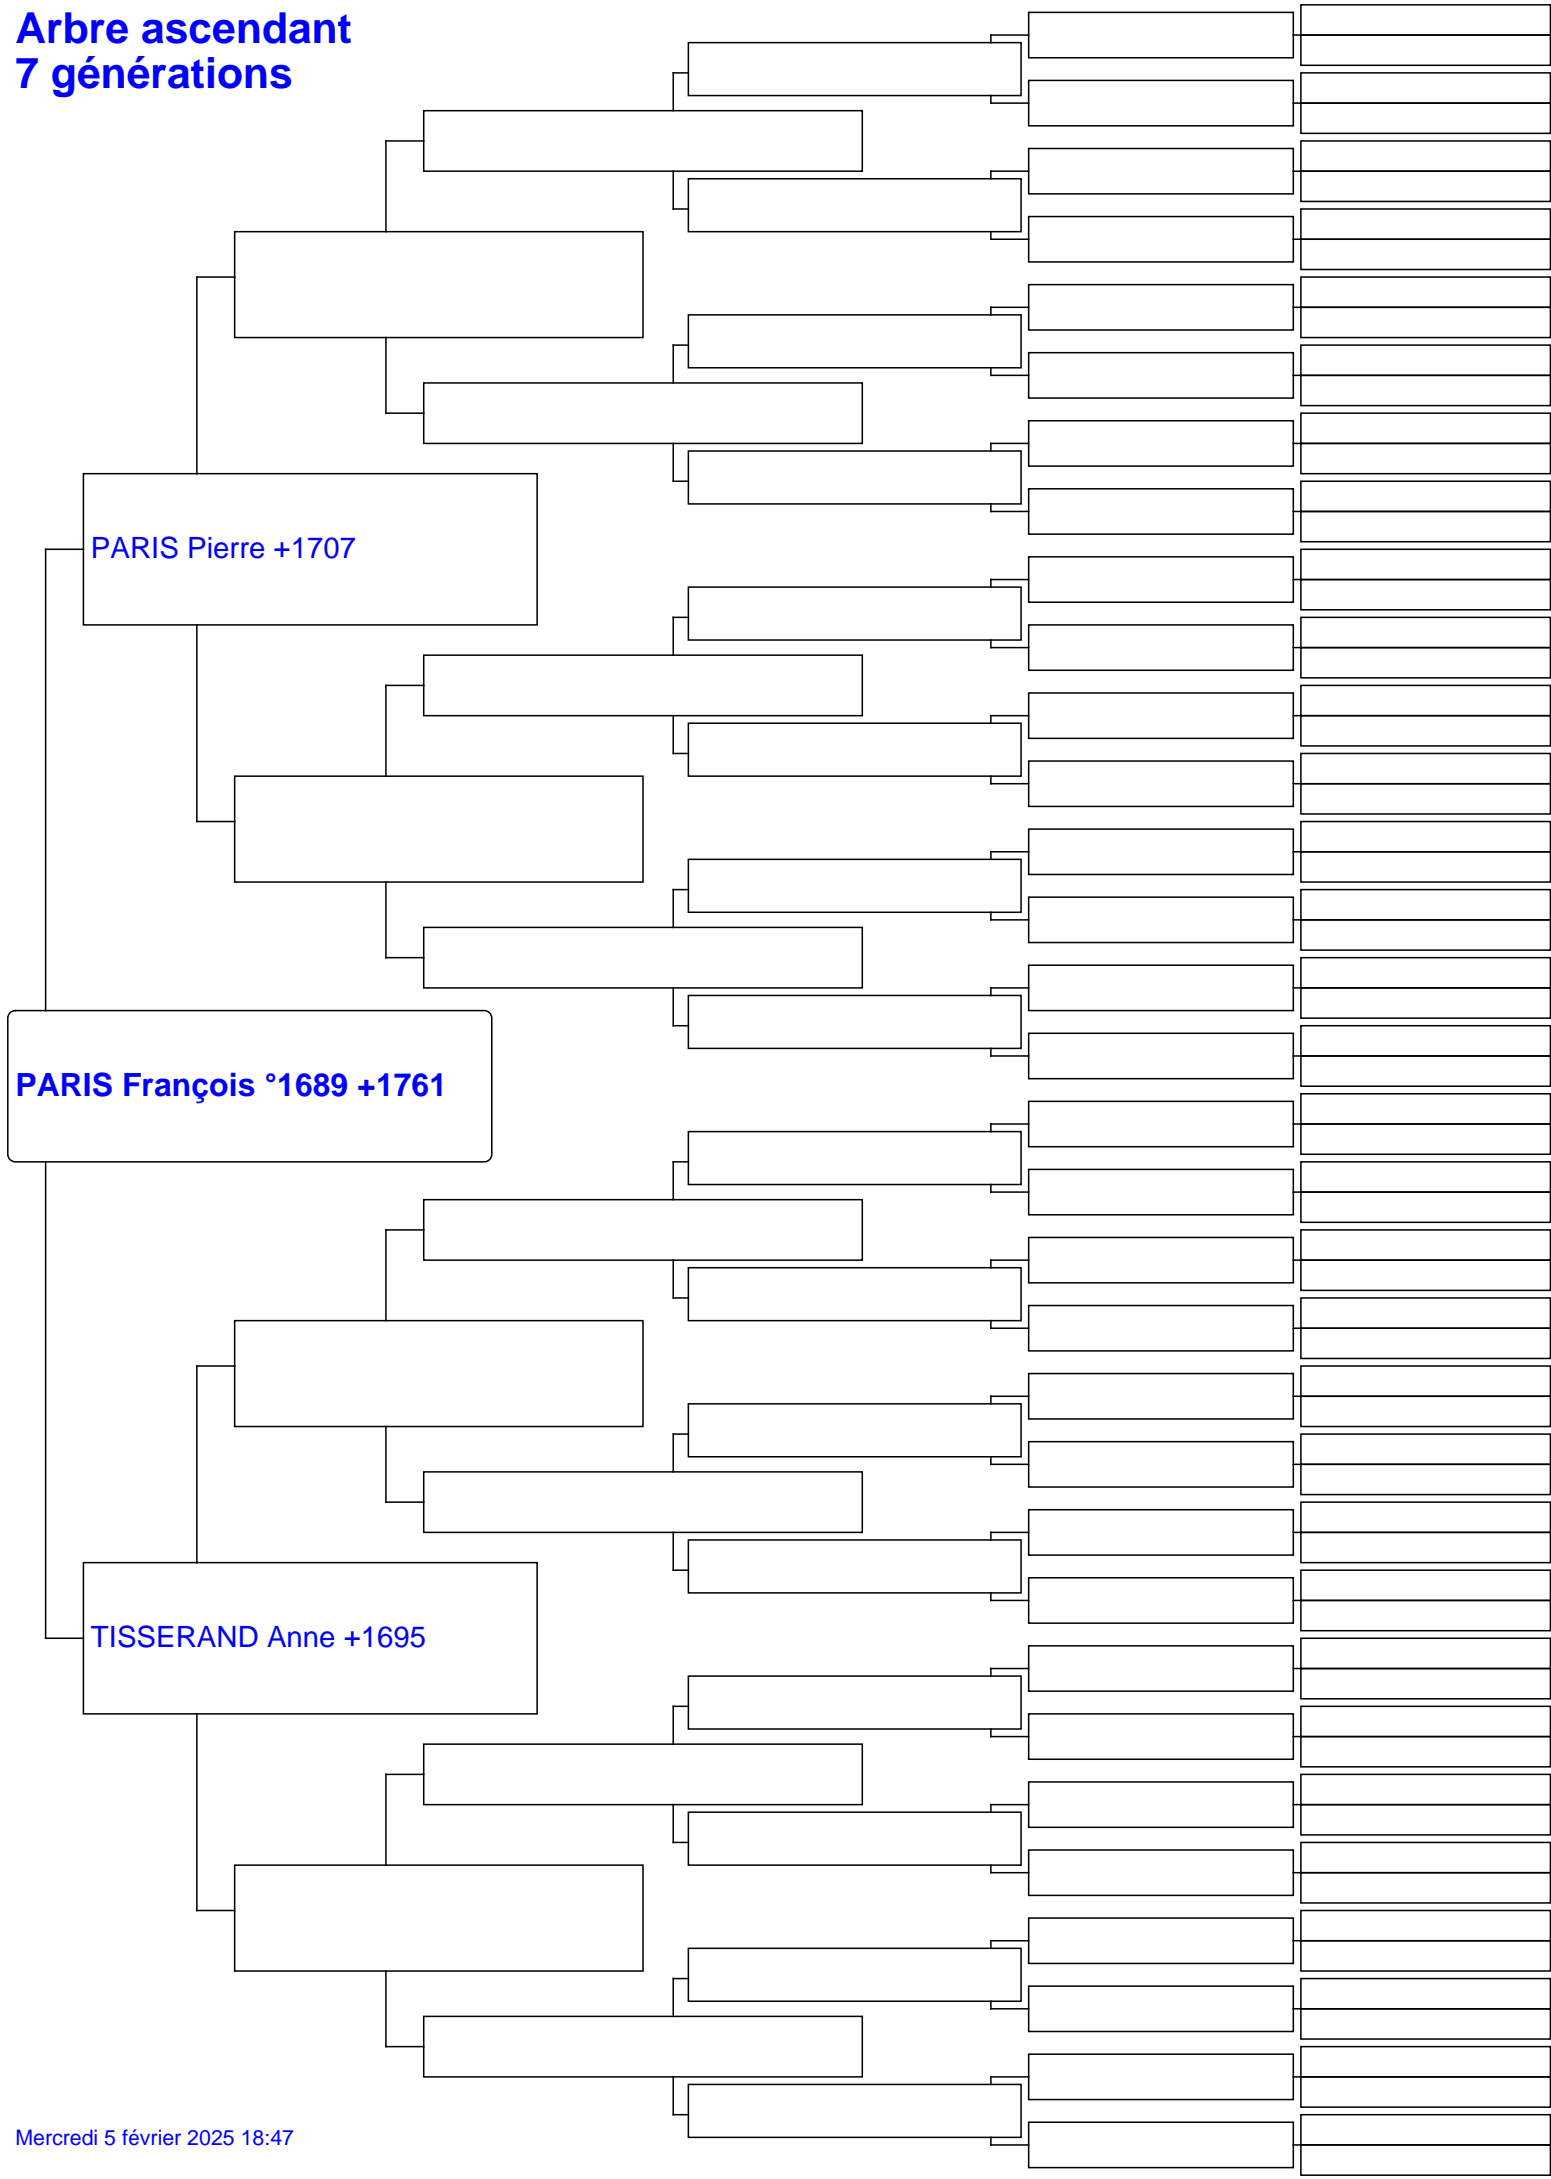 Arbre ascendant
7 générations
PARIS Pierre +1707
PARIS François °1689 +1761
TISSERAND Anne +1695
Mercredi 5 février 2025 18:47